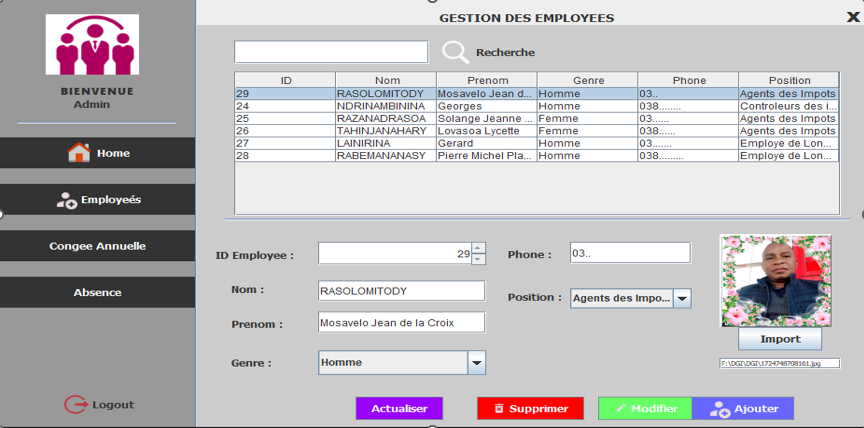 GESTION DES EMPLOYEES
X
BIENVENUE
Admin
Home
Employeés
Congee Annuelle
Absence
Logout
Recherche
ID Nom Prenom Genre Phone Position
29 RASOLOMITODY Mosavelo Jean d... Homme 03.. Agents des Impots
24 NDRINAMBININA Georges Homme 038........ Controleurs des i...
25 RAZANADRASOA Solange Jeanne ... Femme 03...... Agents des Impots
26 TAHINJANAHARY Lovasoa Lycette Femme 038...... Agents des Impots
27 LAINIRINA Gerard Homme 03....... Employe de Lon...
28 RABEMANANASY Pierre Michel Pla... Homme 038......... Employe de Lon...
ID Employee : 29
Nom : RASOLOMITODY
Prenom : Mosavelo Jean de la Croix
Genre : Homme
Phone : 03..
Position : Agents des Impo...
Import
F:\DGI\DGI\1724748708161.jpg
Actualiser
Supprimer
Modifier
Ajouter